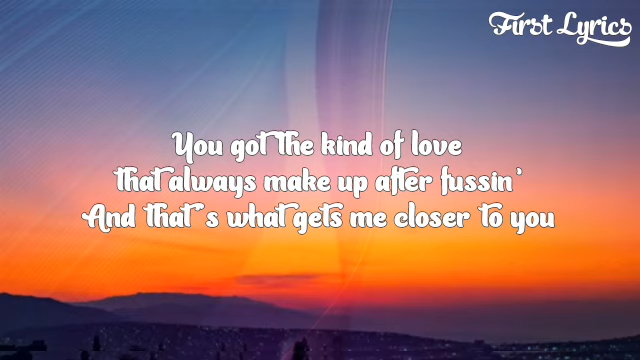 First Lyrics
You got the kind of love
that always make up after fussin'
And that's what gets me closer to you